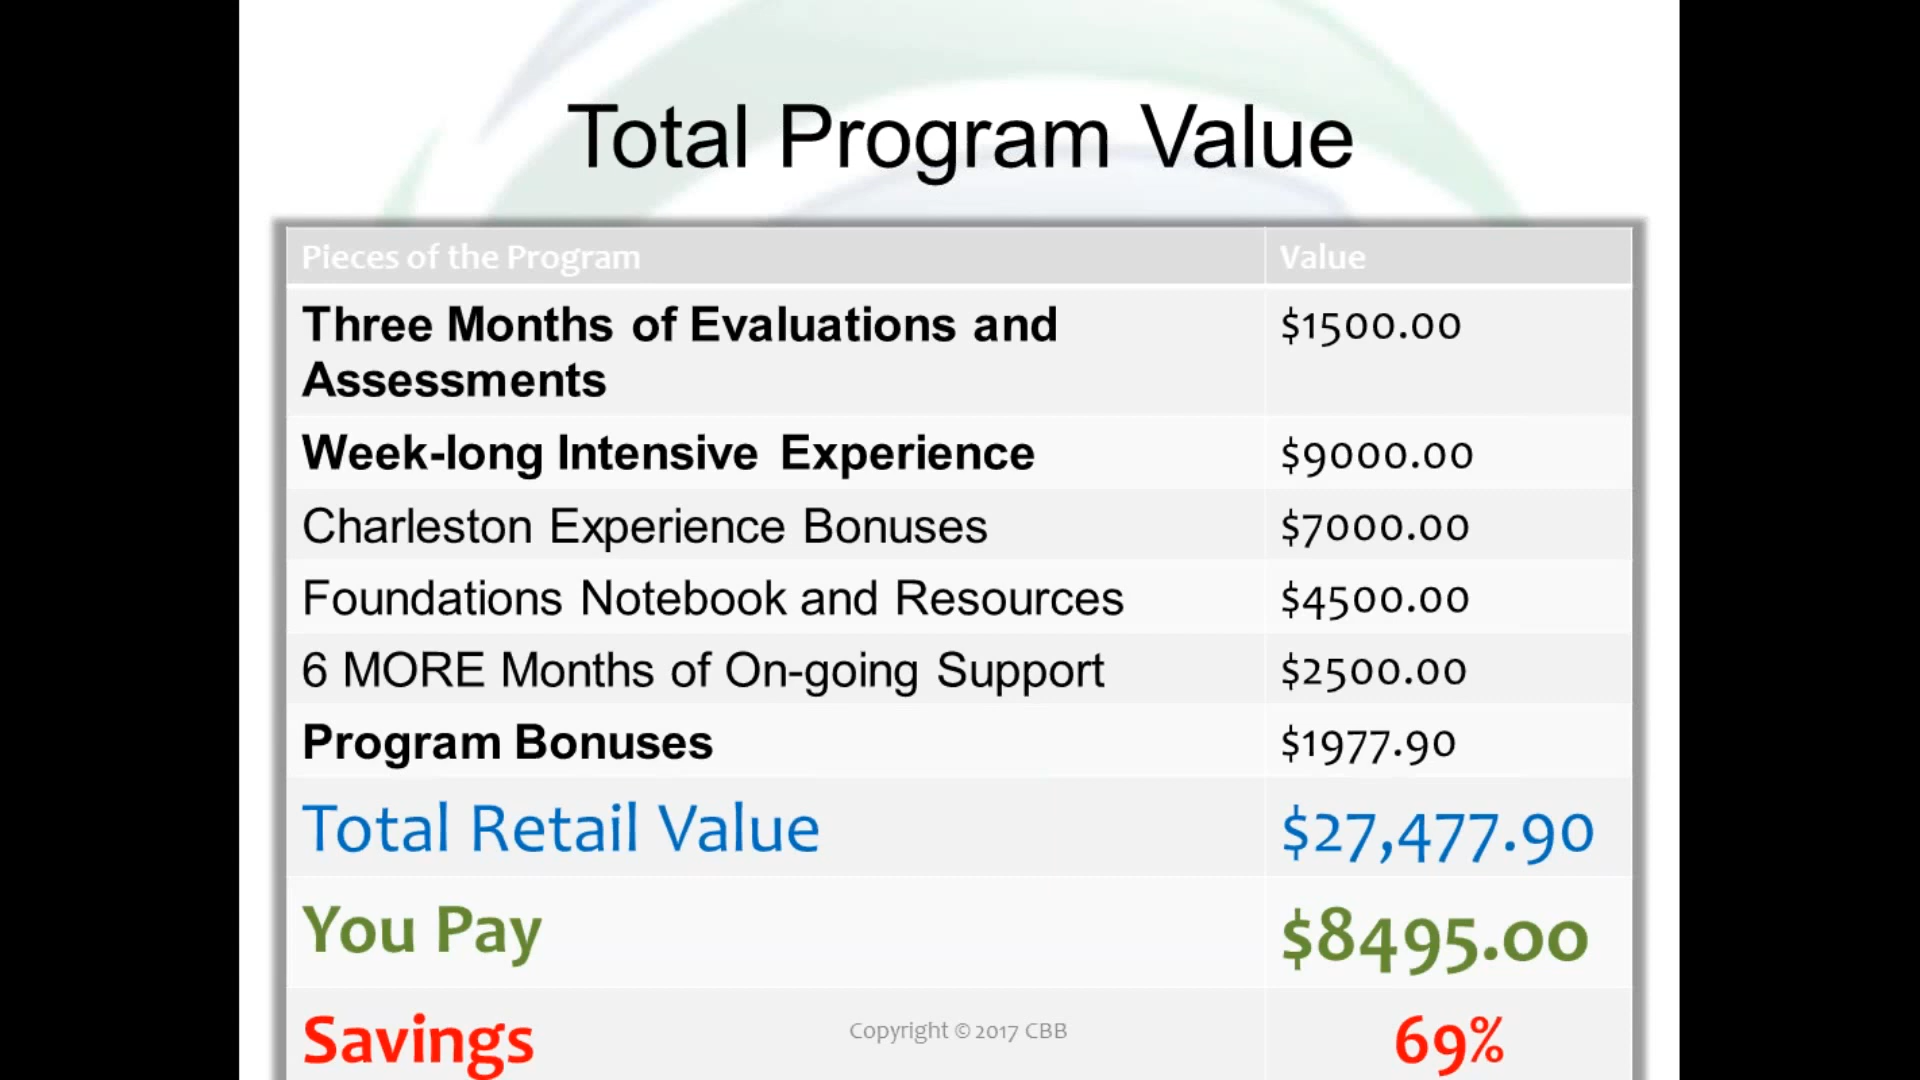 Total Program Value
Pieces of the Program Value
Three Months of Evaluations and $1500.00
Assessments
Week-long Intensive Experience $9000.00
Charleston Experience Bonuses $7000.00
Foundations Notebook and Resources $4500.00
6 MORE Months of On-going Support $2500.00
Program Bonuses $1977.90
Total Retail Value $27,477.90
You Pay $8495.00
Savings 69%
Copyright © 2017 CBB